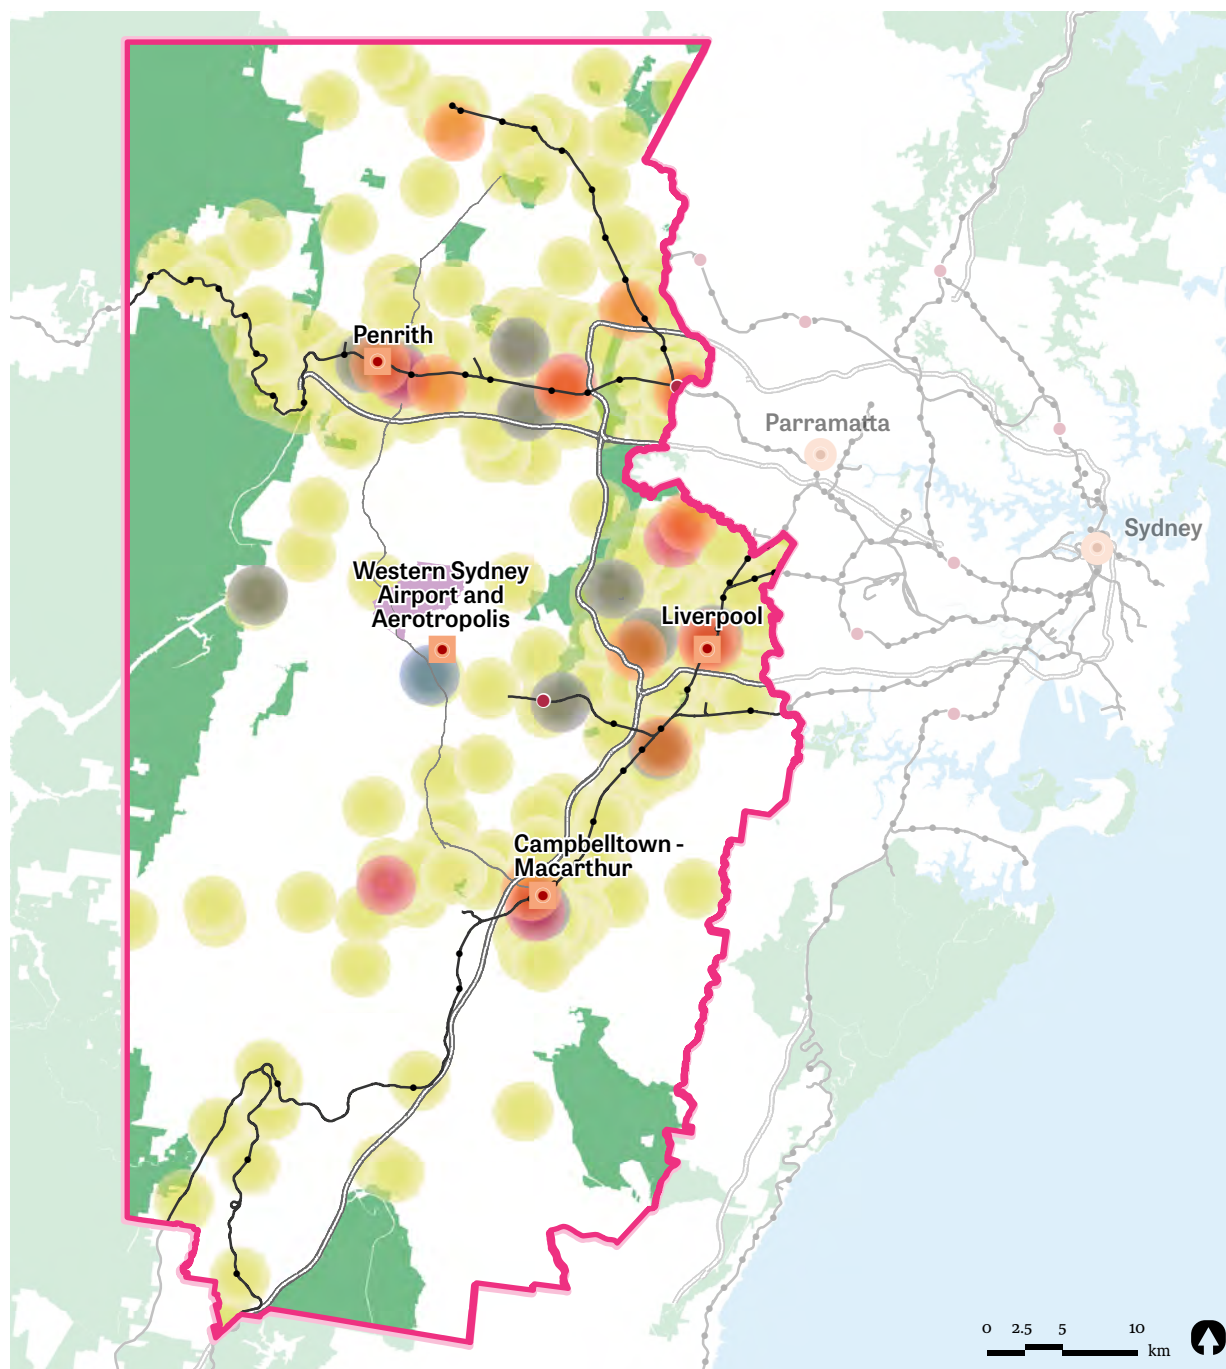 Penrith
Parramatta
Sydney
Western Sydney
Airport and
Aerotropolis
Liverpool
Campbelltown -
Macarthur
0 2.5 5 10
km